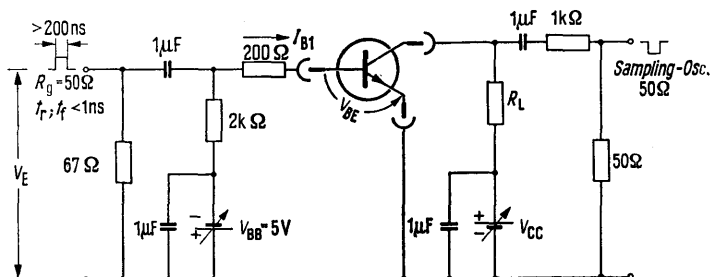 >200ns
R_g=50Ω
t_r; t_f <1ns
V_E
67 Ω
1μF
2k Ω
1μF
V_BB=5V
- +
200 Ω
I_B1
V_BE
R_L
1μF
+ -
V_CC
1μF
1kΩ
50Ω
Sampling-Osc.
50Ω